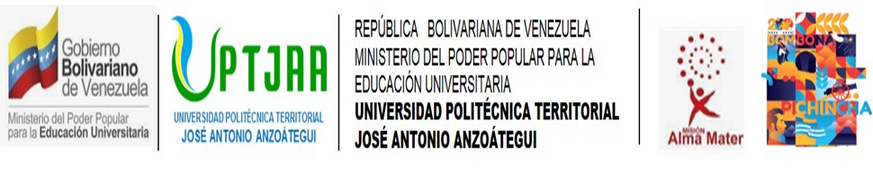 Gobierno
Bolivariano
de Venezuela
Ministerio del Poder Popular
para la Educación Universitaria
UPTJAA
UNIVERSIDAD POLITÉCNICA TERRITORIAL
JOSÉ ANTONIO ANZOÁTEGUI
REPÚBLICA BOLIVARIANA DE VENEZUELA
MINISTERIO DEL PODER POPULAR PARA LA
EDUCACIÓN UNIVERSITARIA
UNIVERSIDAD POLITÉCNICA TERRITORIAL
JOSÉ ANTONIO ANZOÁTEGUI
MISIÓN
Alma Mater
200
BOMBONÁ
PICHINCHA